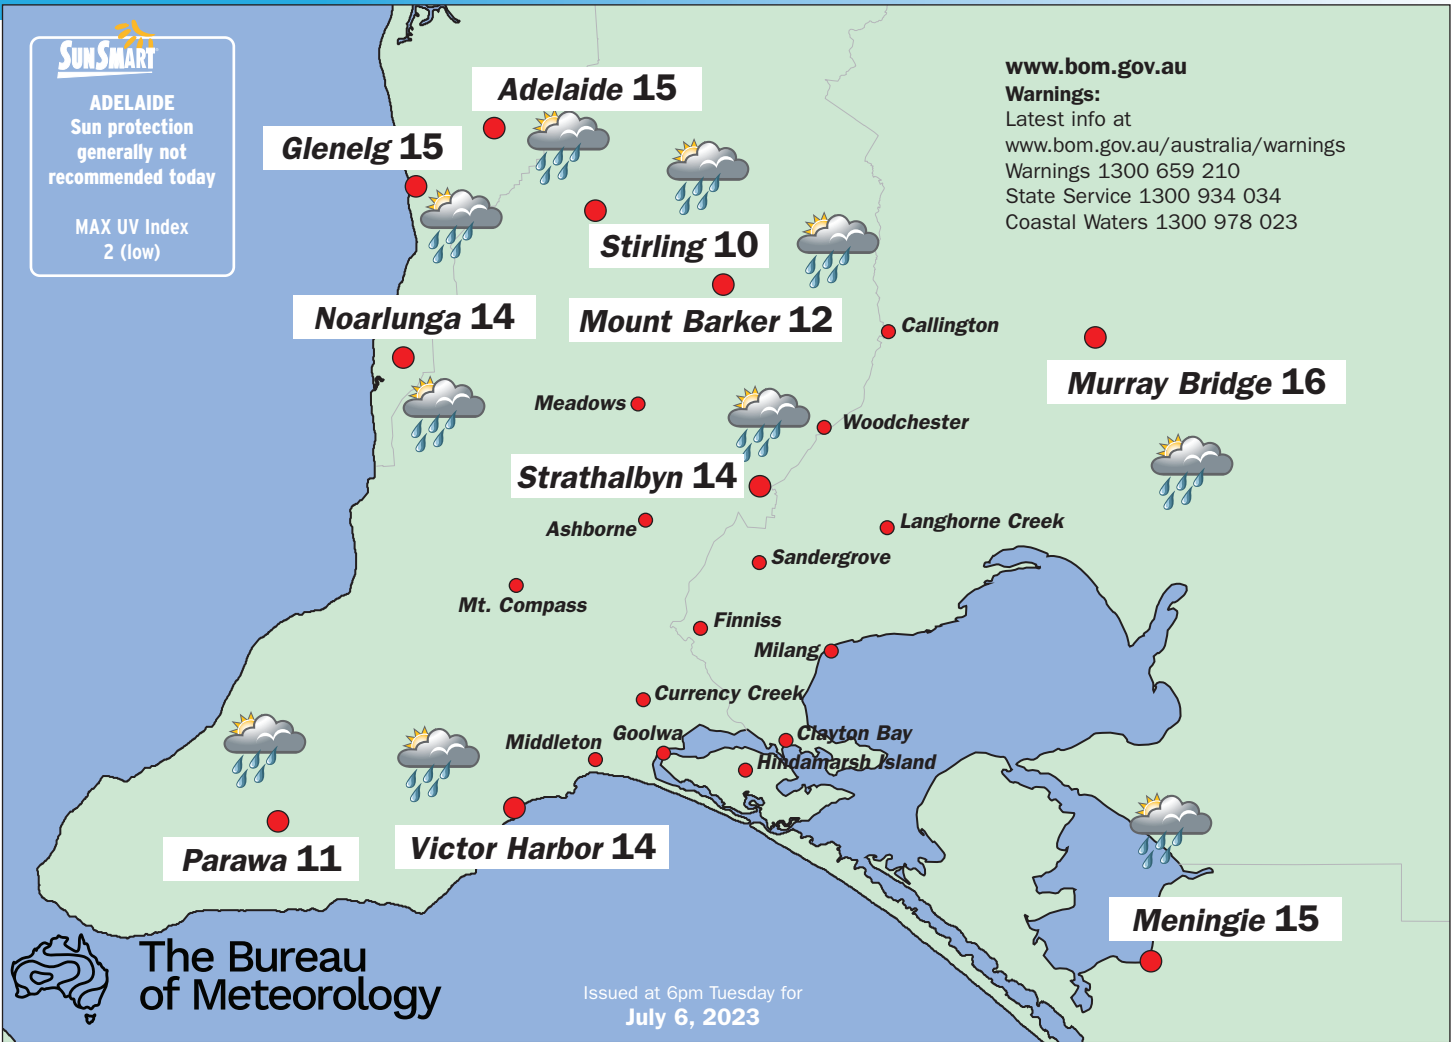 SunSmart
ADELAIDE
Sun protection
generally not
recommended today
MAX UV Index
2 (low)
www.bom.gov.au
Warnings:
Latest info at
www.bom.gov.au/australia/warnings
Warnings 1300 659 210
State Service 1300 934 034
Coastal Waters 1300 978 023
Adelaide 15
Glenelg 15
Stirling 10
Noarlunga 14
Mount Barker 12
Callington
Murray Bridge 16
Meadows
Woodchester
Strathalbyn 14
Ashborne
Langhorne Creek
Sandergrove
Mt. Compass
Finniss
Milang
Currency Creek
Goolwa
Clayton Bay
Middleton
Hindamarsh Island
Victor Harbor 14
Parawa 11
Meningie 15
The Bureau
of Meteorology
Issued at 6pm Tuesday for
July 6, 2023